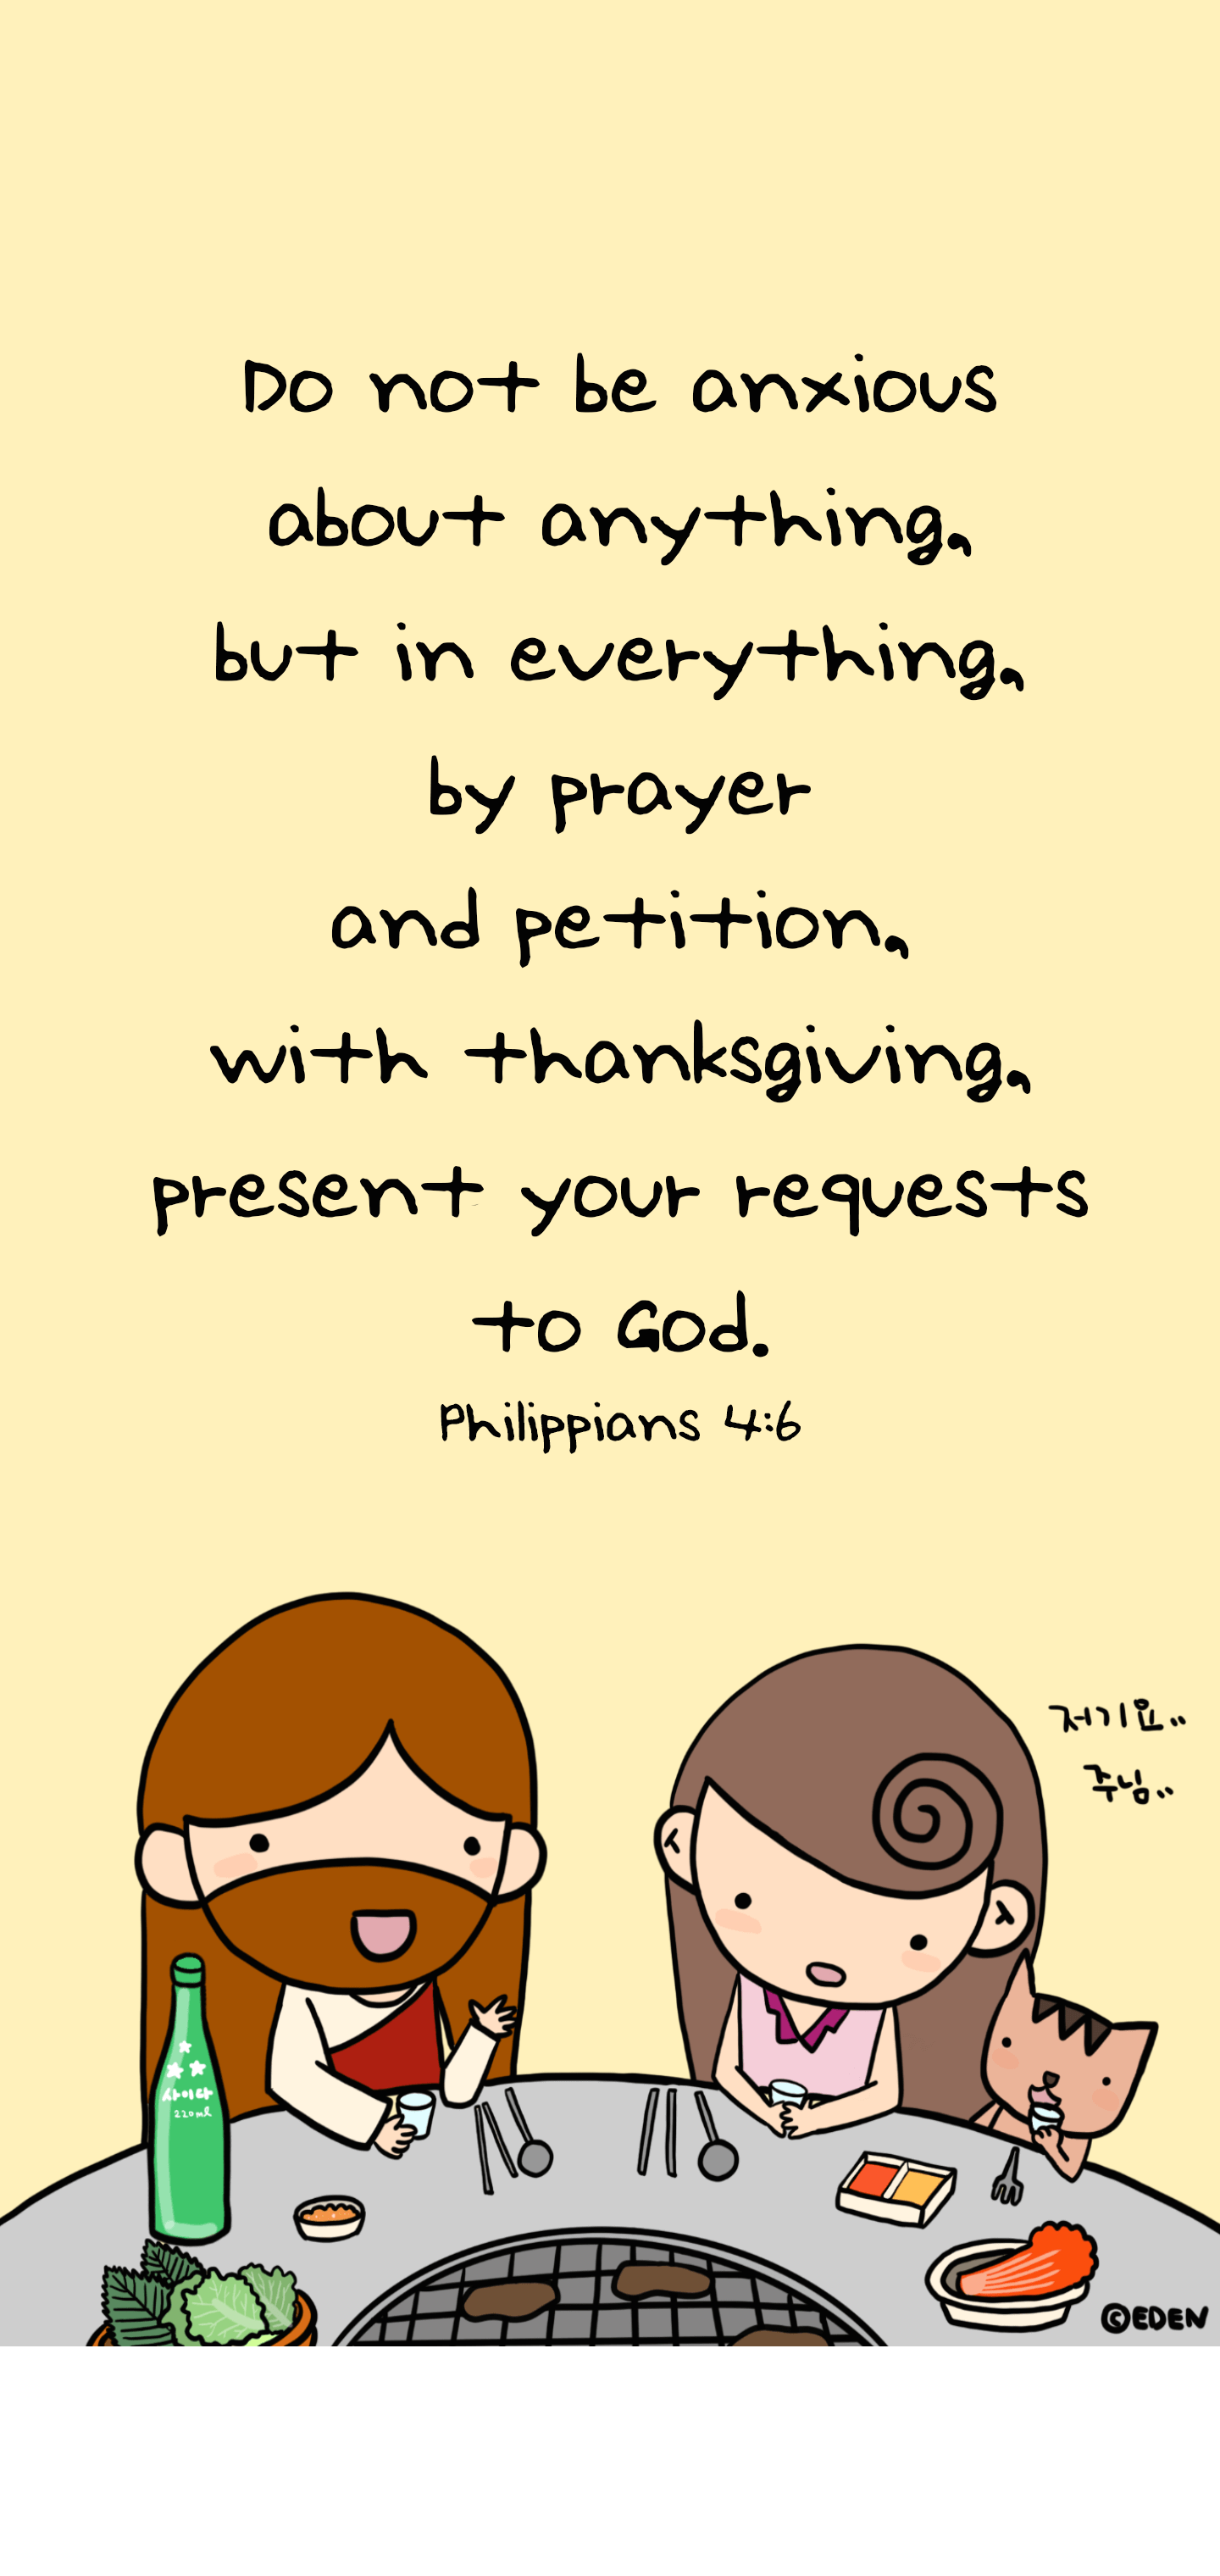 Do not be anxious
about anything,
but in everything,
by prayer
and petition,
with thanksgiving,
present your requests
to God.
Philippians 4:6
저기요..
주님..
사이다
220ml
©EDEN